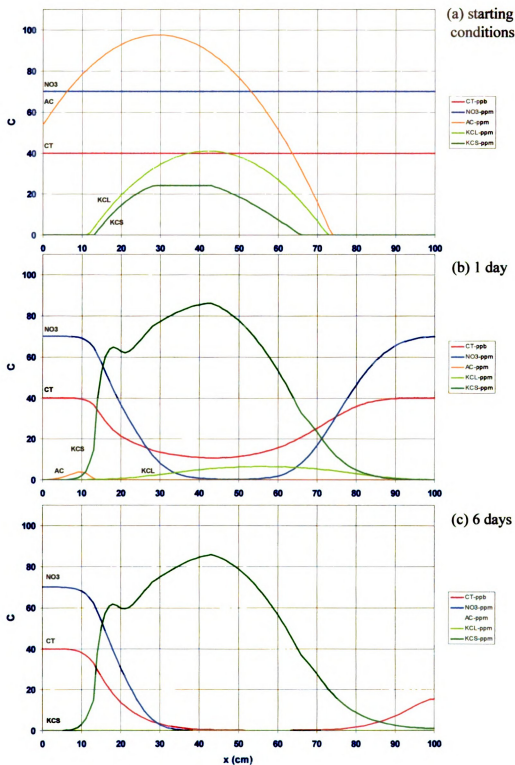 (a) starting
conditions
100
80
60
40
20
0
C
NO3
AC
CT
KCL
KCS
0 10 20 30 40 50 60 70 80 90 100
CT-ppb
NO3-ppm
AC-ppm
KCL-ppm
KCS-ppm
(b) 1 day
100
80
60
40
20
0
C
NO3
CT
KCS
AC
KCL
0 10 20 30 40 50 60 70 80 90 100
CT-ppb
NO3-ppm
AC-ppm
KCL-ppm
KCS-ppm
(c) 6 days
100
80
60
40
20
0
C
NO3
CT
KCS
0 10 20 30 40 50 60 70 80 90 100
x (cm)
CT-ppb
NO3-ppm
AC-ppm
KCL-ppm
KCS-ppm